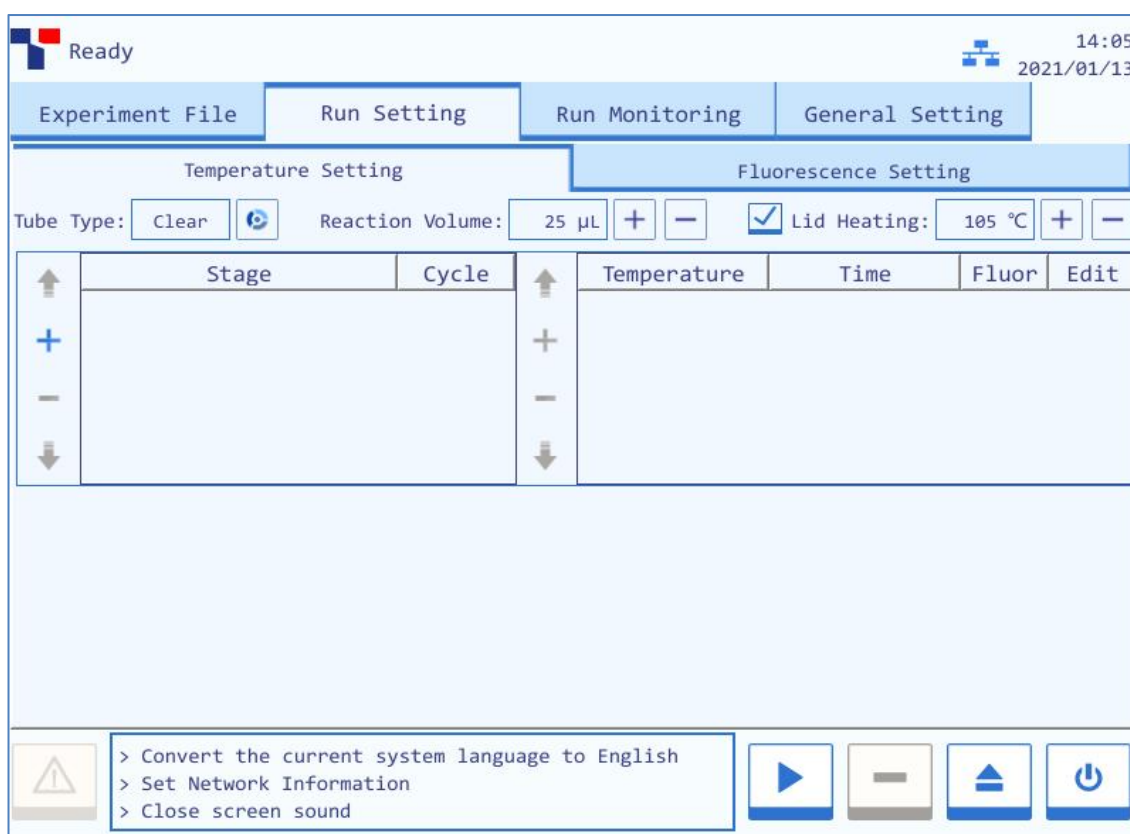 Ready
14:05
2021/01/13
Experiment File Run Setting Run Monitoring General Setting
Temperature Setting Fluorescence Setting
Tube Type: Clear Reaction Volume: 25 μL + − Lid Heating: 105 ℃ + −
Stage Cycle Temperature Time Fluor Edit
> Convert the current system language to English
> Set Network Information
> Close screen sound